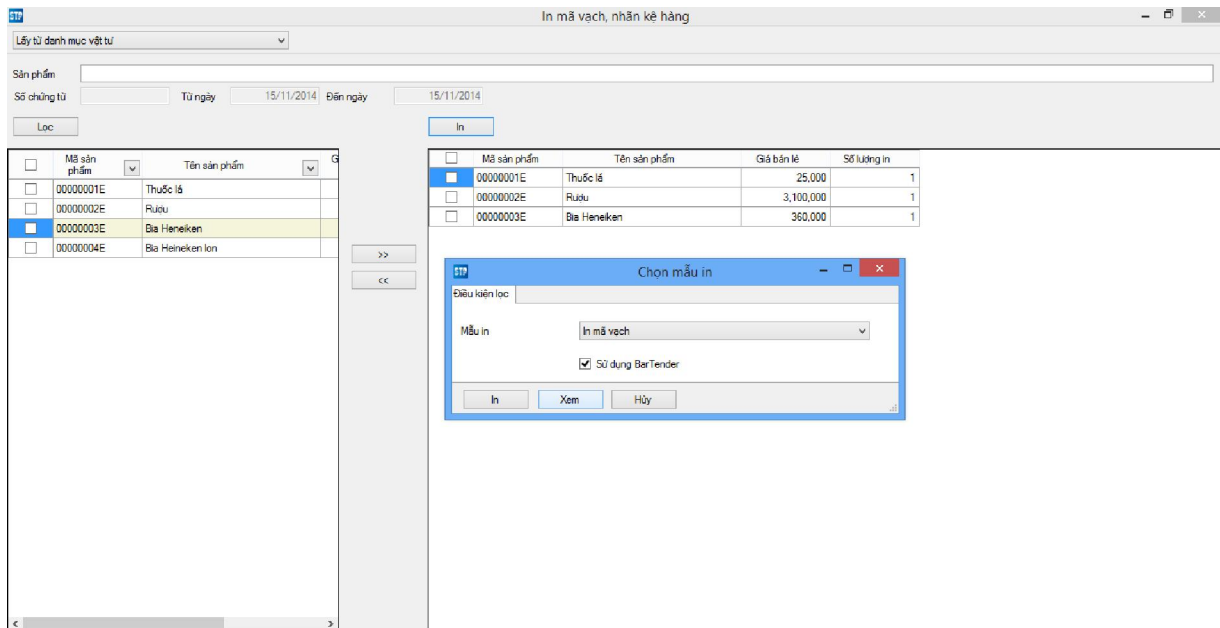 STP In mã vạch, nhãn kệ hàng
Lấy từ danh mục vật tư
Sản phẩm
Số chứng từ Từ ngày 15/11/2014 Đến ngày 15/11/2014
Lọc In
Mã sản phẩm Tên sản phẩm G
00000001E Thuốc lá
00000002E Rượu
00000003E Bia Heneiken
00000004E Bia Heineken lon
>>
<<
Mã sản phẩm Tên sản phẩm Giá bán lẻ Số lượng in
00000001E Thuốc lá 25,000 1
00000002E Rượu 3,100,000 1
00000003E Bia Heneiken 360,000 1
STP Chọn mẫu in
Điều kiện lọc
Mẫu in In mã vạch
Sử dụng BarTender
In Xem Hủy